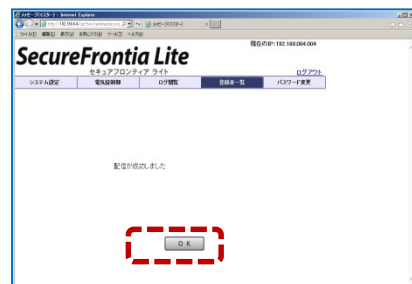 現在のIP:192.168.004.004
SecureFrontia Lite
セキュアフロンティア ライト
ログアウト
システム設定 電気錠制御 ログ閲覧 登録者一覧 パスワード変更
配信が成功しました
ＯＫ